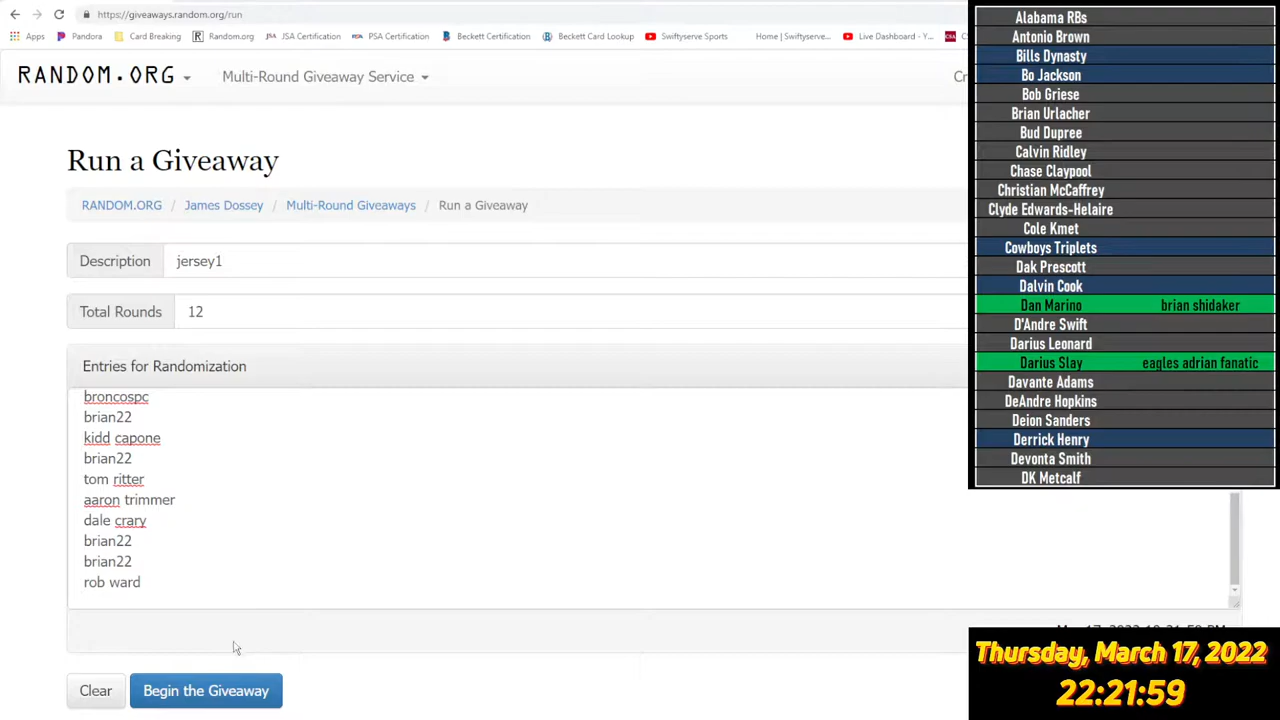 https://giveaways.random.org/run
Apps Pandora Card Breaking Random.org JSA Certification PSA Certification Beckett Certification Beckett Card Lookup Swiftyserve Sports Home | Swiftyserve... Live Dashboard - Y...
RANDOM.ORG Multi-Round Giveaway Service
Run a Giveaway
RANDOM.ORG / James Dossey / Multi-Round Giveaways / Run a Giveaway
Description jersey1
Total Rounds 12
Entries for Randomization
broncospc
brian22
kidd capone
brian22
tom ritter
aaron trimmer
dale crary
brian22
brian22
rob ward
Clear Begin the Giveaway
Alabama RBs
Antonio Brown
Bills Dynasty
Bo Jackson
Bob Griese
Brian Urlacher
Bud Dupree
Calvin Ridley
Chase Claypool
Christian McCaffrey
Clyde Edwards-Helaire
Cole Kmet
Cowboys Triplets
Dak Prescott
Dalvin Cook
Dan Marino brian shidaker
D'Andre Swift
Darius Leonard
Darius Slay eagles adrian fanatic
Davante Adams
DeAndre Hopkins
Deion Sanders
Derrick Henry
Devonta Smith
DK Metcalf
Thursday, March 17, 2022
22:21:59